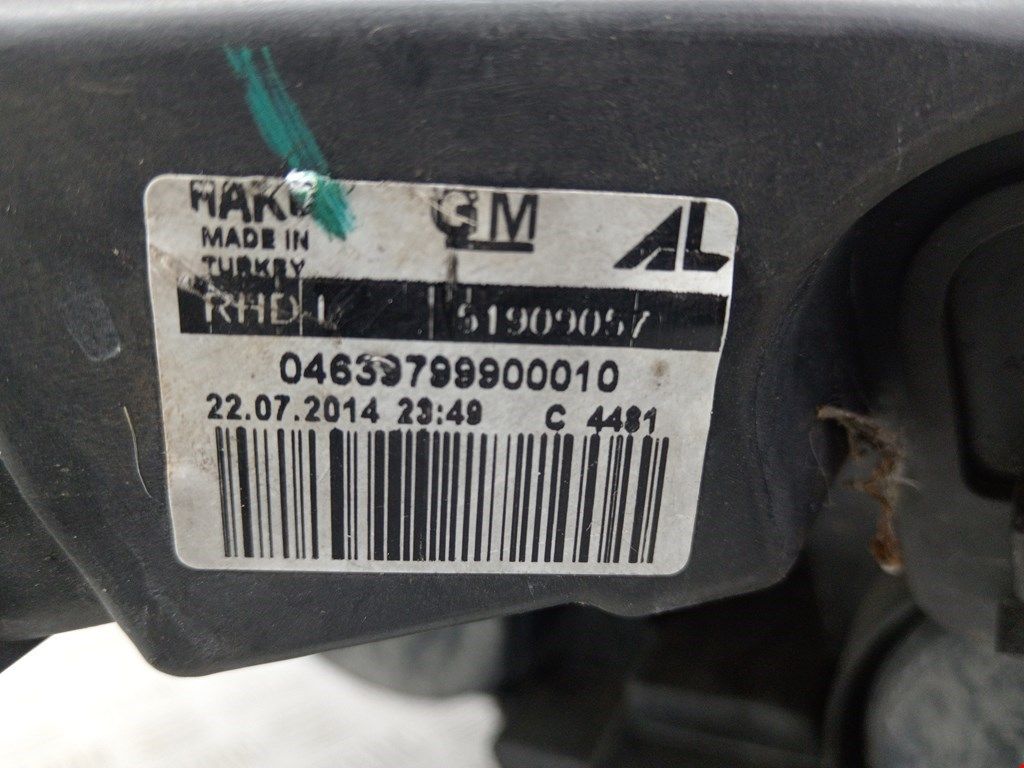 GM AL
MADE IN
TURKEY
RHD-L 51909057
04639799900010
22.07.2014 23:49 C 4481